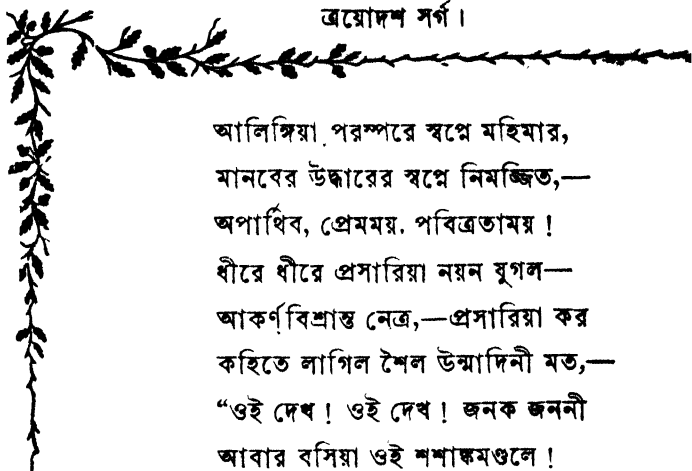 ত্রয়োদশ সর্গ।
আলিঙ্গিয়া পরস্পরে স্বপ্নে মহিমার,
মানবের উদ্ধারের স্বপ্নে নিমজ্জিত,—
অপার্থিব, প্রেমময়. পবিত্রতাময়!
ধীরে ধীরে প্রসারিয়া নয়ন যুগল—
আকর্ণবিশ্রান্ত নেত্র,—প্রসারিয়া কর
কহিতে লাগিল শৈল উন্মাদিনী মত,—
“ওই দেখ! ওই দেখ! জনক জননী
আবার বসিয়া ওই শশাঙ্কমণ্ডলে!